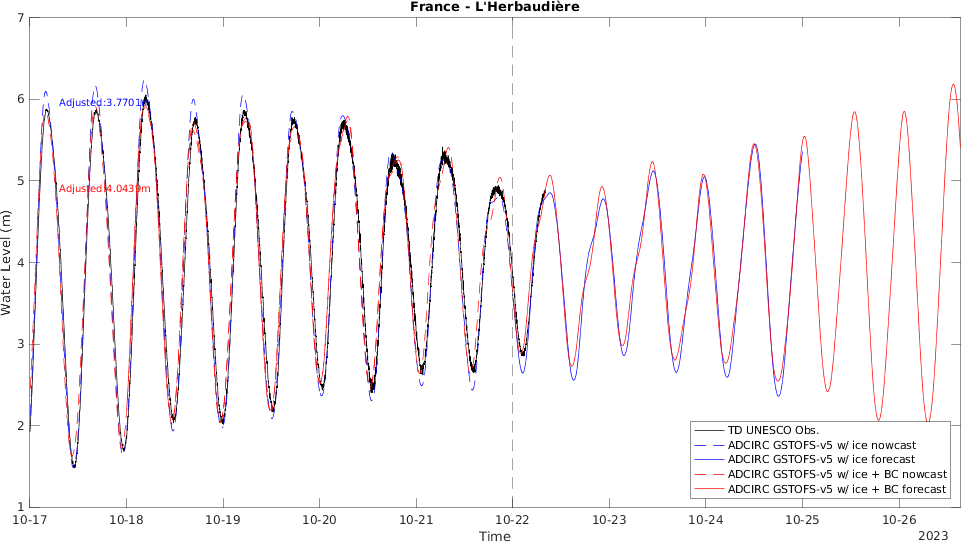 France - L'Herbaudière
Water Level (m)
7
6
5
4
3
2
1
Adjusted:3.7701
Adjusted:4.0439m
TD UNESCO Obs.
ADCIRC GSTOFS-v5 w/ ice nowcast
ADCIRC GSTOFS-v5 w/ ice forecast
ADCIRC GSTOFS-v5 w/ ice + BC nowcast
ADCIRC GSTOFS-v5 w/ ice + BC forecast
10-17 10-18 10-19 10-20 10-21 10-22 10-23 10-24 10-25 10-26
Time
2023